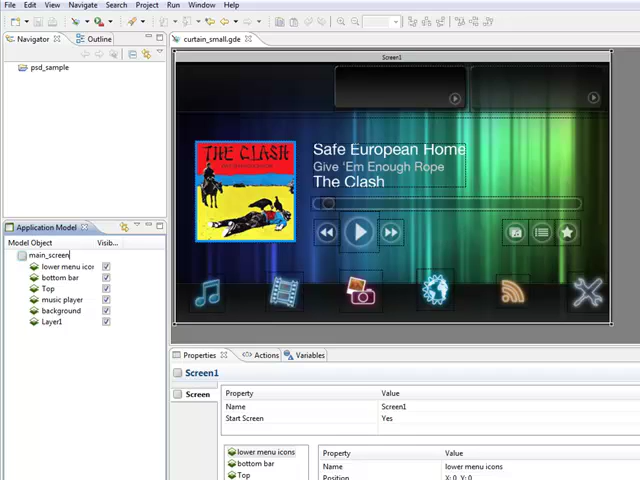 File Edit View Navigate Search Project Run Window
Navigator Outline
psd_sample
curtain_small.gde
Screen1
THE CLASH
Safe European Home
Give 'Em Enough Rope
The Clash
Application Model
Model Object Visib...
main_screen
lower menu icor
bottom bar
Top
music player
background
Layer1
Properties Actions Variables
Screen1
Screen
Property Value
Name Screen1
Start Screen Yes
lower menu icons
bottom bar
Top
Property Value
Name lower menu icons
Position X: 0, Y: 0